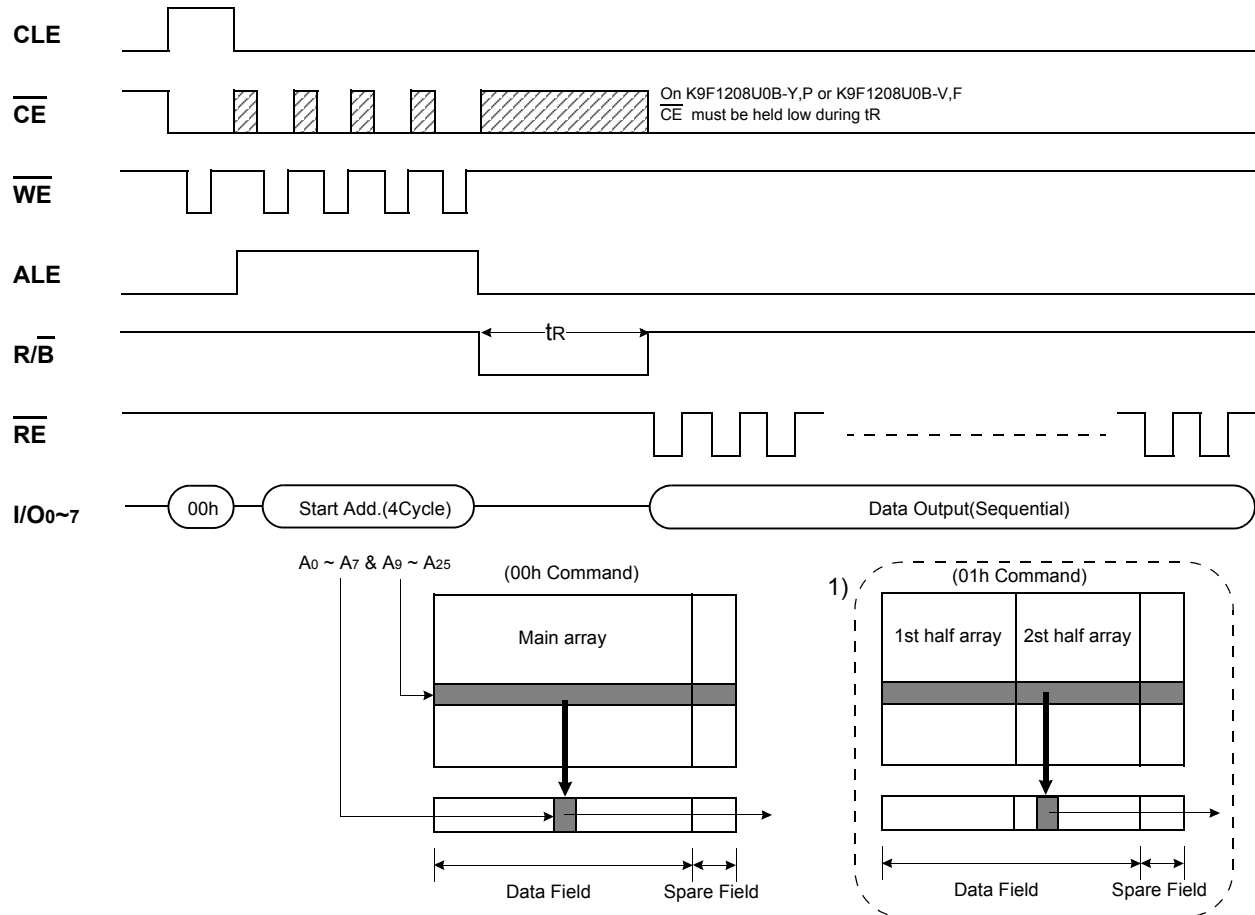 CLE
CE
On K9F1208U0B-Y,P or K9F1208U0B-V,F
CE must be held low during tR
WE
ALE
R/B
tR
RE
I/O0~7
00h
Start Add.(4Cycle)
Data Output(Sequential)
A0 ~ A7 & A9 ~ A25
(00h Command)
Main array
Data Field
Spare Field
1)
(01h Command)
1st half array
2st half array
Data Field
Spare Field